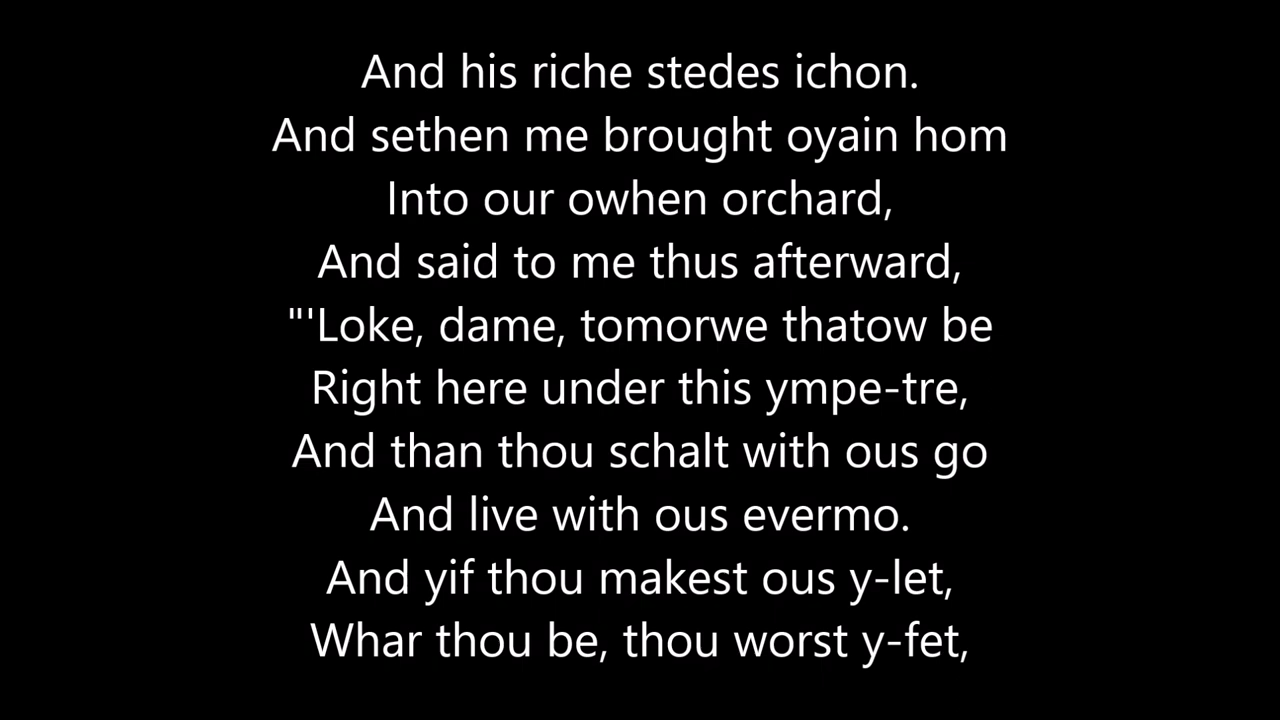 And his riche stedes ichon.
And sethen me brought oyain hom
Into our owhen orchard,
And said to me thus afterward,
"'Loke, dame, tomorwe thatow be
Right here under this ympe-tre,
And than thou schalt with ous go
And live with ous evermo.
And yif thou makest ous y-let,
Whar thou be, thou worst y-fet,